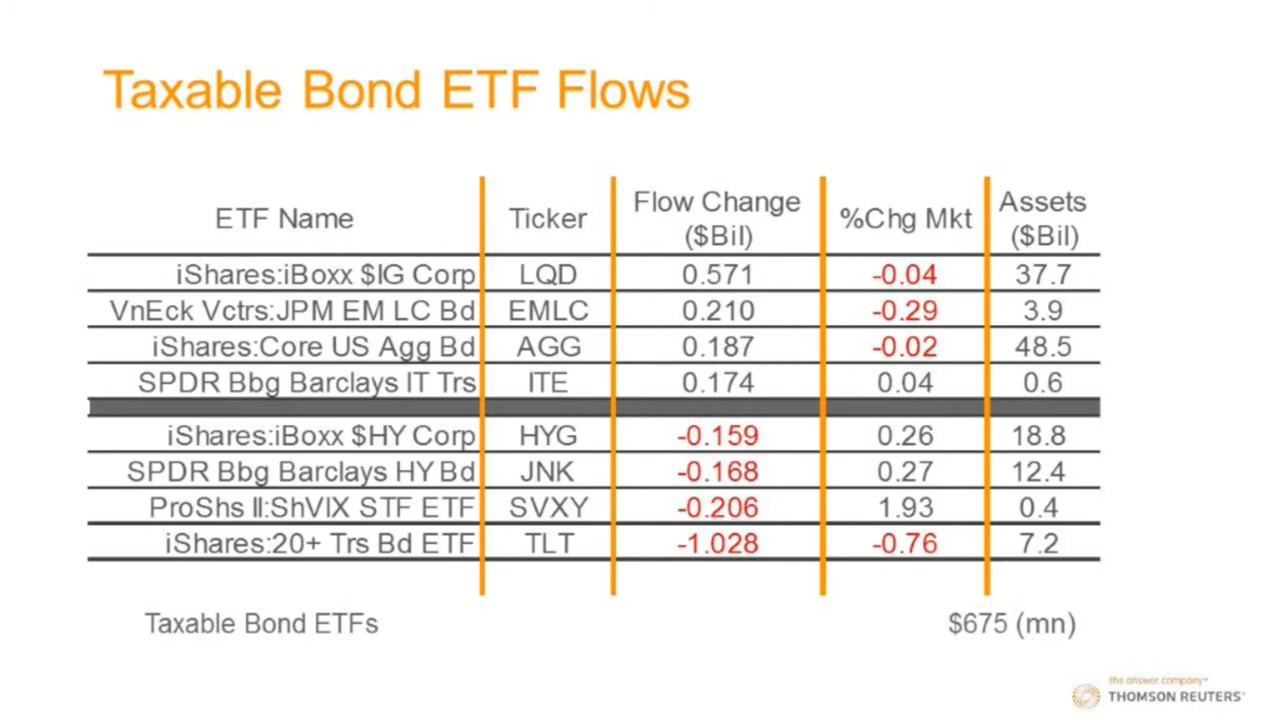 Taxable Bond ETF Flows
ETF Name Ticker Flow Change ($Bil) %Chg Mkt Assets ($Bil)
iShares:iBoxx $IG Corp LQD 0.571 -0.04 37.7
VnEck Vctrs:JPM EM LC Bd EMLC 0.210 -0.29 3.9
iShares:Core US Agg Bd AGG 0.187 -0.02 48.5
SPDR Bbg Barclays IT Trs ITE 0.174 0.04 0.6
iShares:iBoxx $HY Corp HYG -0.159 0.26 18.8
SPDR Bbg Barclays HY Bd JNK -0.168 0.27 12.4
ProShs II:ShVIX STF ETF SVXY -0.206 1.93 0.4
iShares:20+ Trs Bd ETF TLT -1.028 -0.76 7.2
Taxable Bond ETFs $675 (mn)
the answer company™
THOMSON REUTERS®